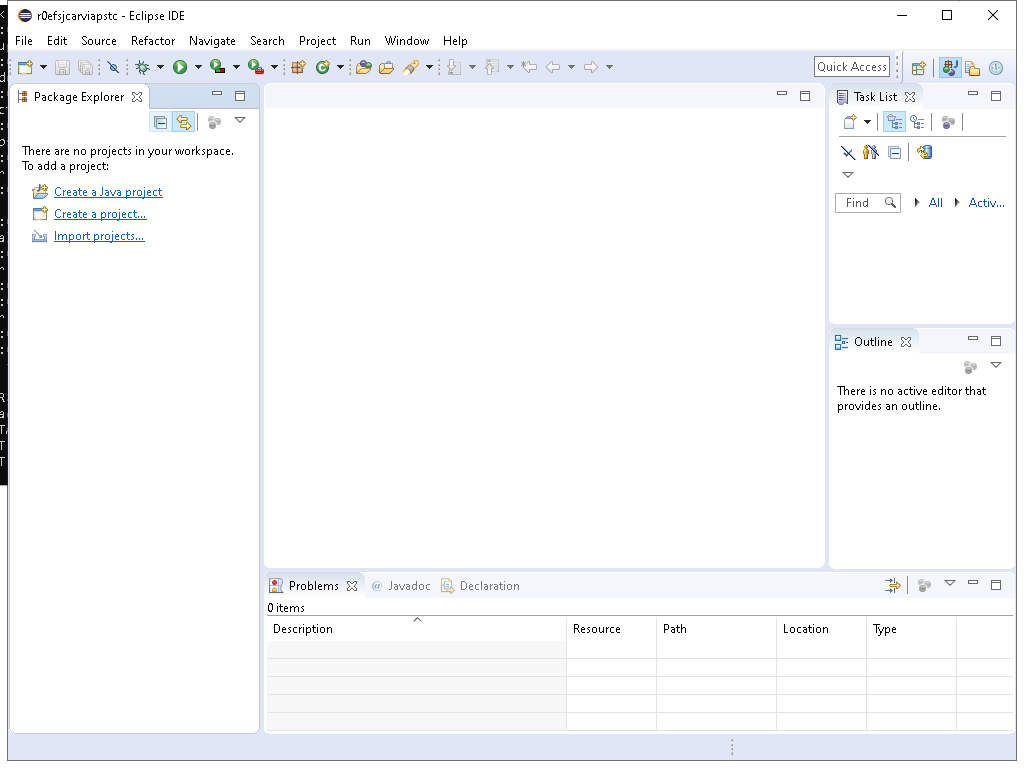 r0efsjcarviapstc - Eclipse IDE
File Edit Source Refactor Navigate Search Project Run Window Help
Quick Access
Package Explorer
There are no projects in your workspace.
To add a project:
Create a Java project
Create a project...
Import projects...
Task List
Find All Activ...
Outline
There is no active editor that
provides an outline.
Problems @ Javadoc Declaration
0 items
Description Resource Path Location Type